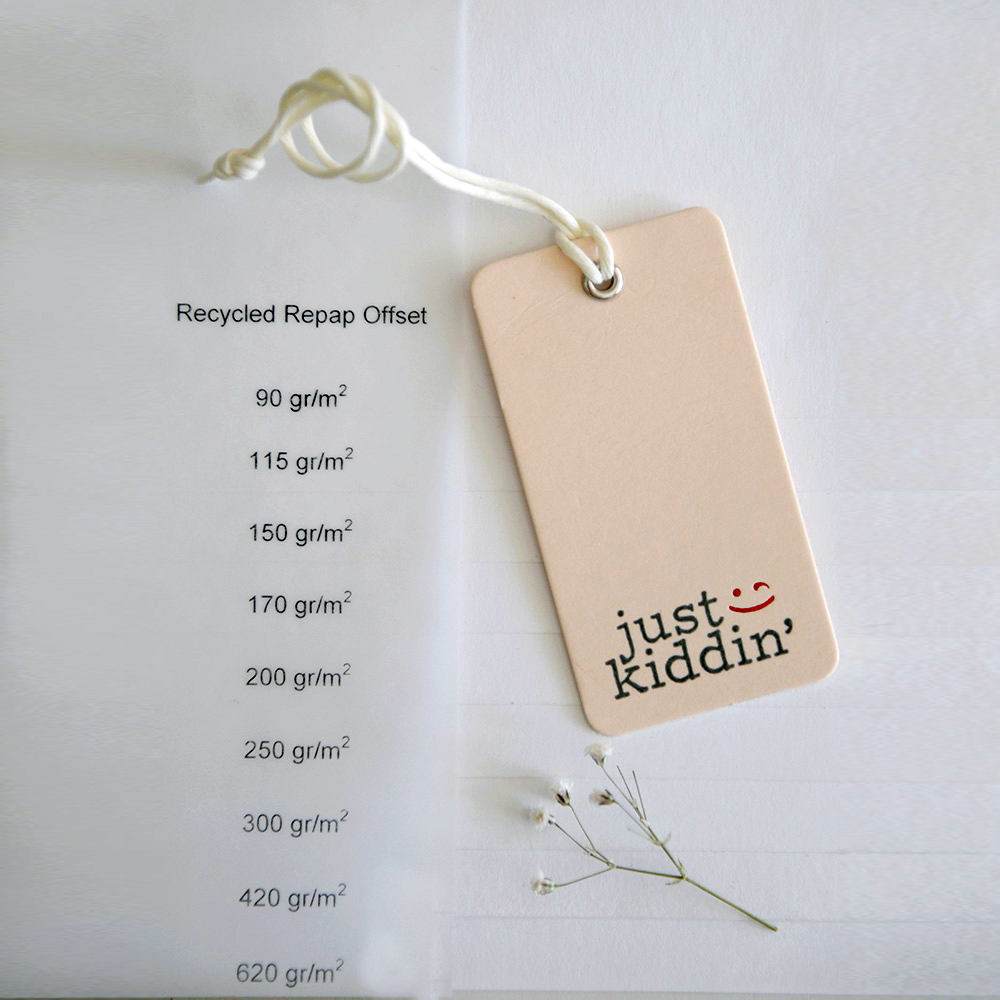 Recycled Repap Offset
90 gr/m²
115 gr/m²
150 gr/m²
170 gr/m²
200 gr/m²
250 gr/m²
300 gr/m²
420 gr/m²
620 gr/m²
just
kiddin’